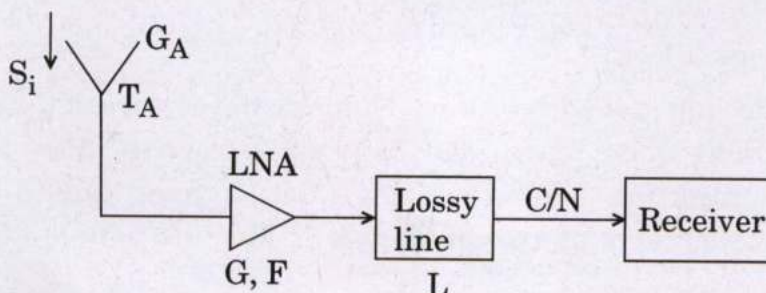 G_A
S_i
T_A
LNA
Lossy line
C/N
Receiver
G, F
L